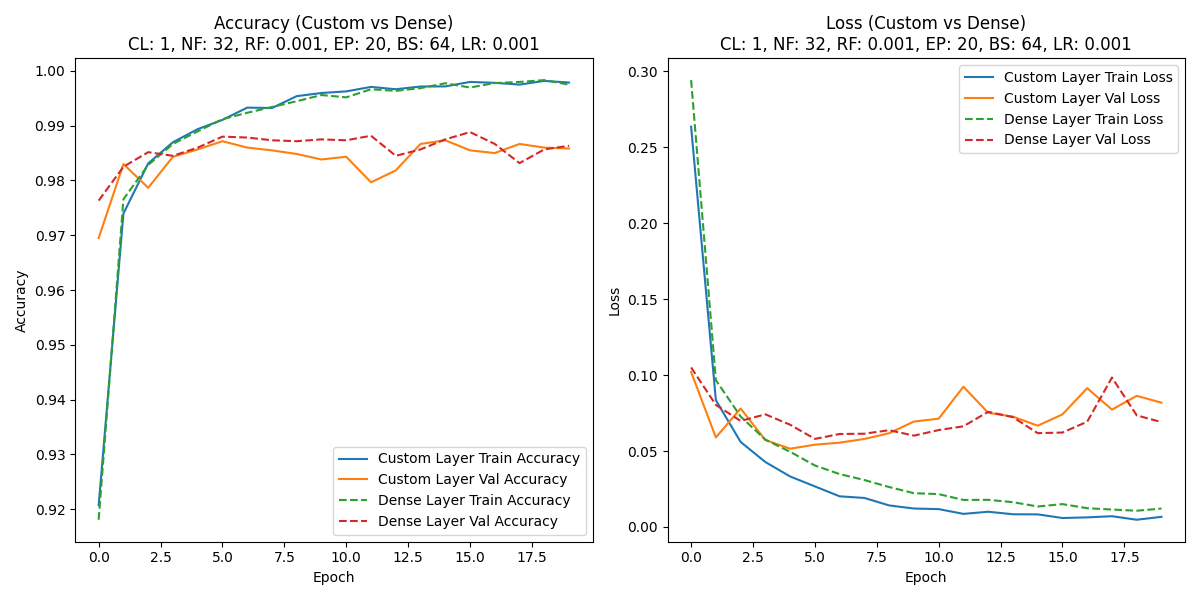 Accuracy (Custom vs Dense)
CL: 1, NF: 32, RF: 0.001, EP: 20, BS: 64, LR: 0.001
1.00
0.99
0.98
0.97
0.96
0.95
0.94
0.93
0.92
Accuracy
Custom Layer Train Accuracy
Custom Layer Val Accuracy
Dense Layer Train Accuracy
Dense Layer Val Accuracy
0.0 2.5 5.0 7.5 10.0 12.5 15.0 17.5
Epoch
Loss (Custom vs Dense)
CL: 1, NF: 32, RF: 0.001, EP: 20, BS: 64, LR: 0.001
0.30
0.25
0.20
0.15
0.10
0.05
0.00
Loss
Custom Layer Train Loss
Custom Layer Val Loss
Dense Layer Train Loss
Dense Layer Val Loss
0.0 2.5 5.0 7.5 10.0 12.5 15.0 17.5
Epoch